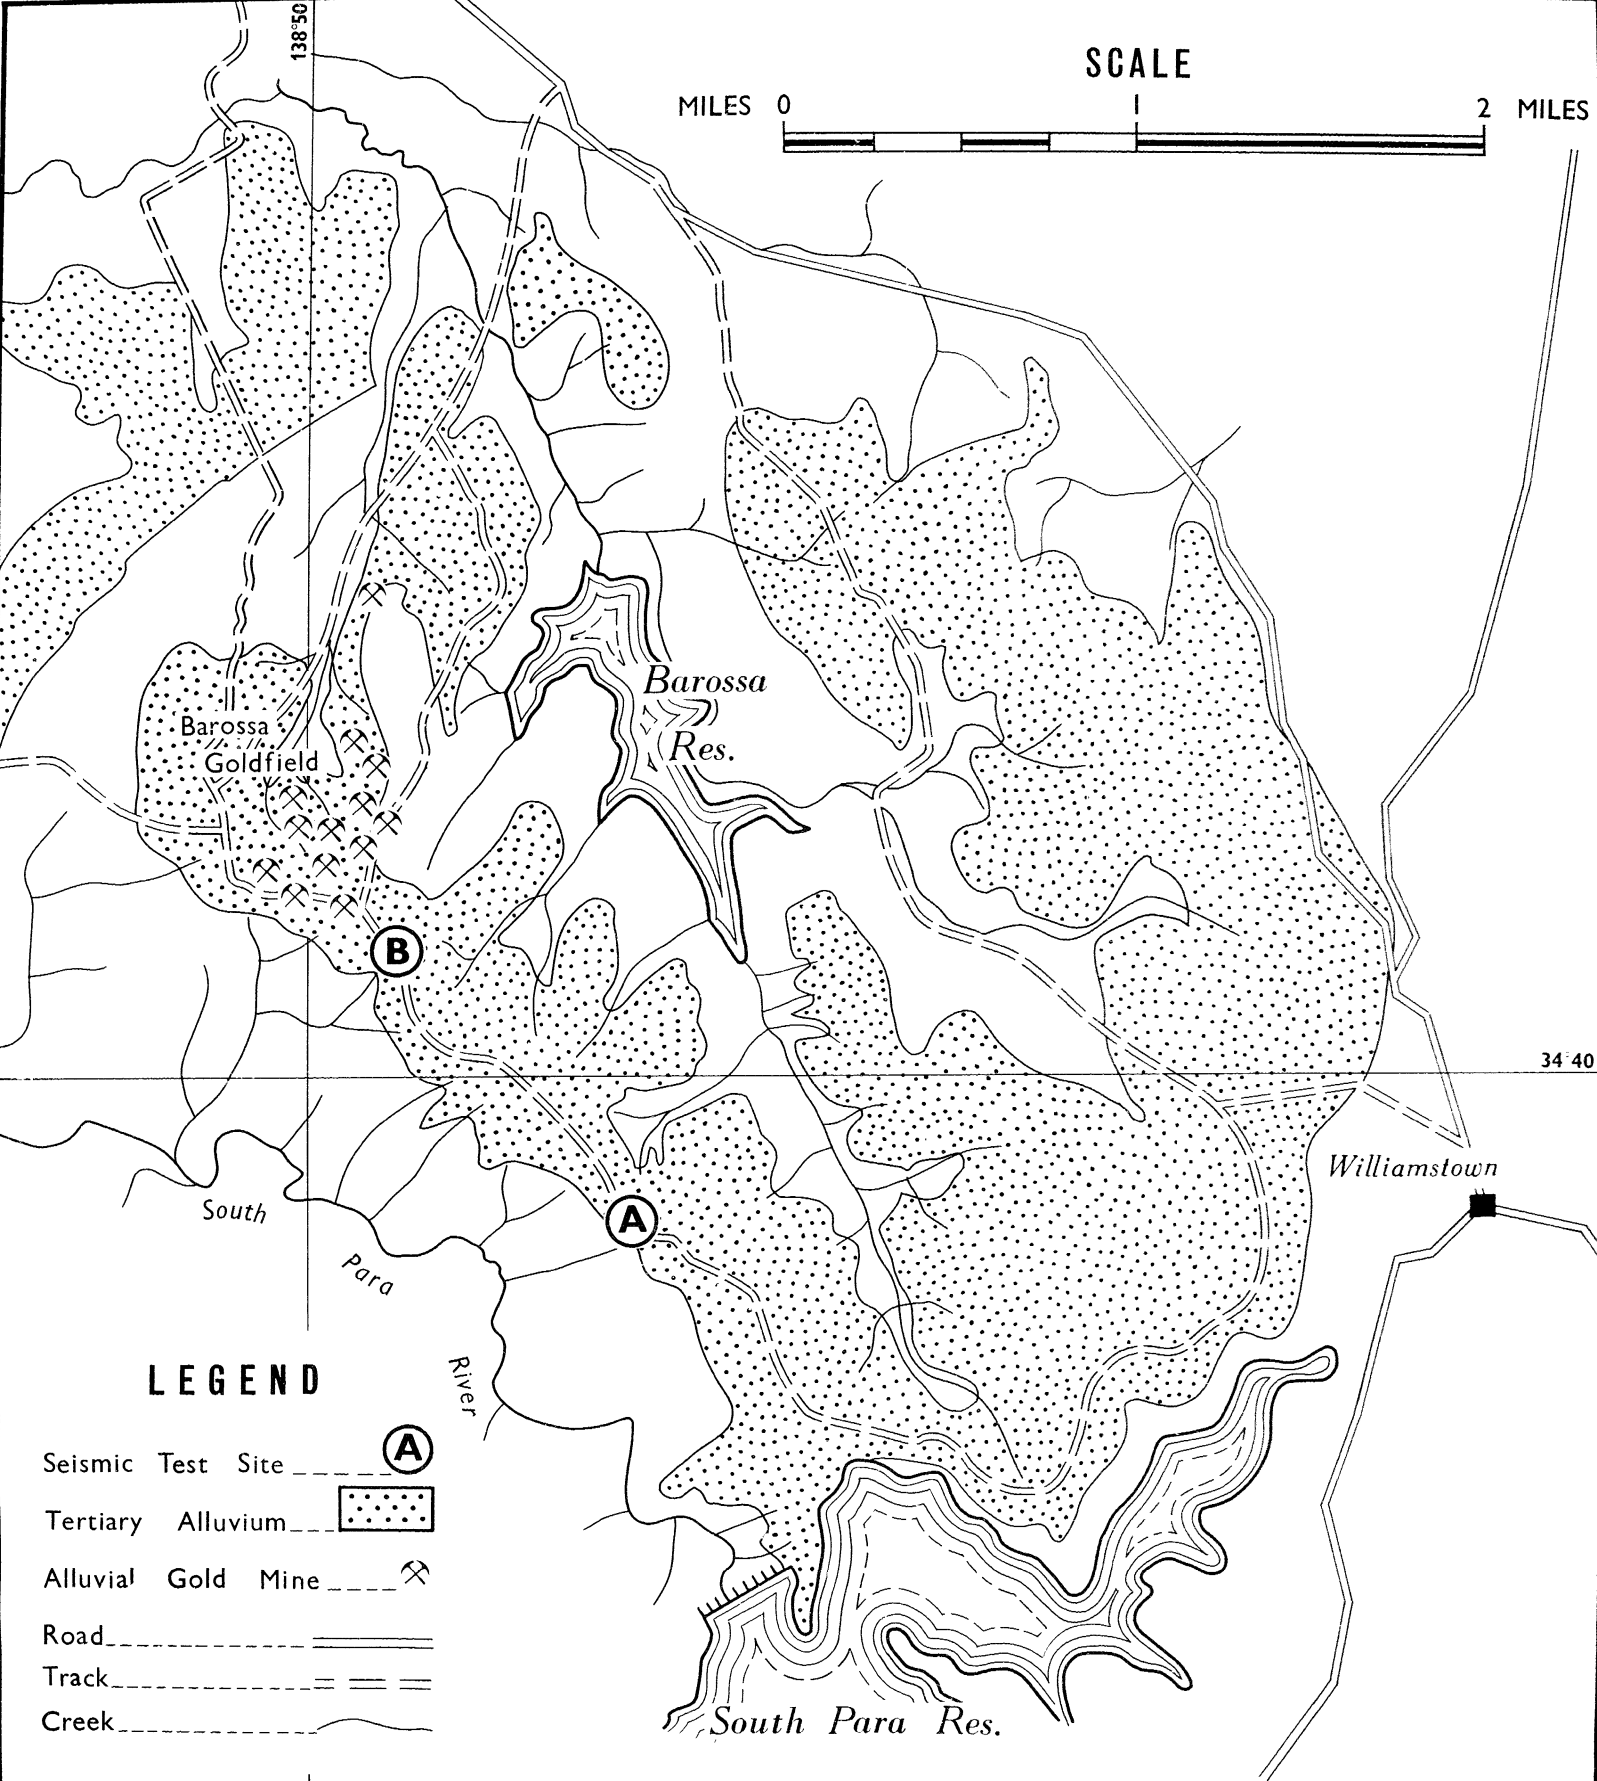 138°50
SCALE
MILES 0 1 2 MILES
Barossa
Res.
Barossa
Goldfield
B
34°40
Williamstown
A
South
Para
River
LEGEND
Seismic Test Site A
Tertiary Alluvium
Alluvial Gold Mine
Road
Track
Creek
South Para Res.